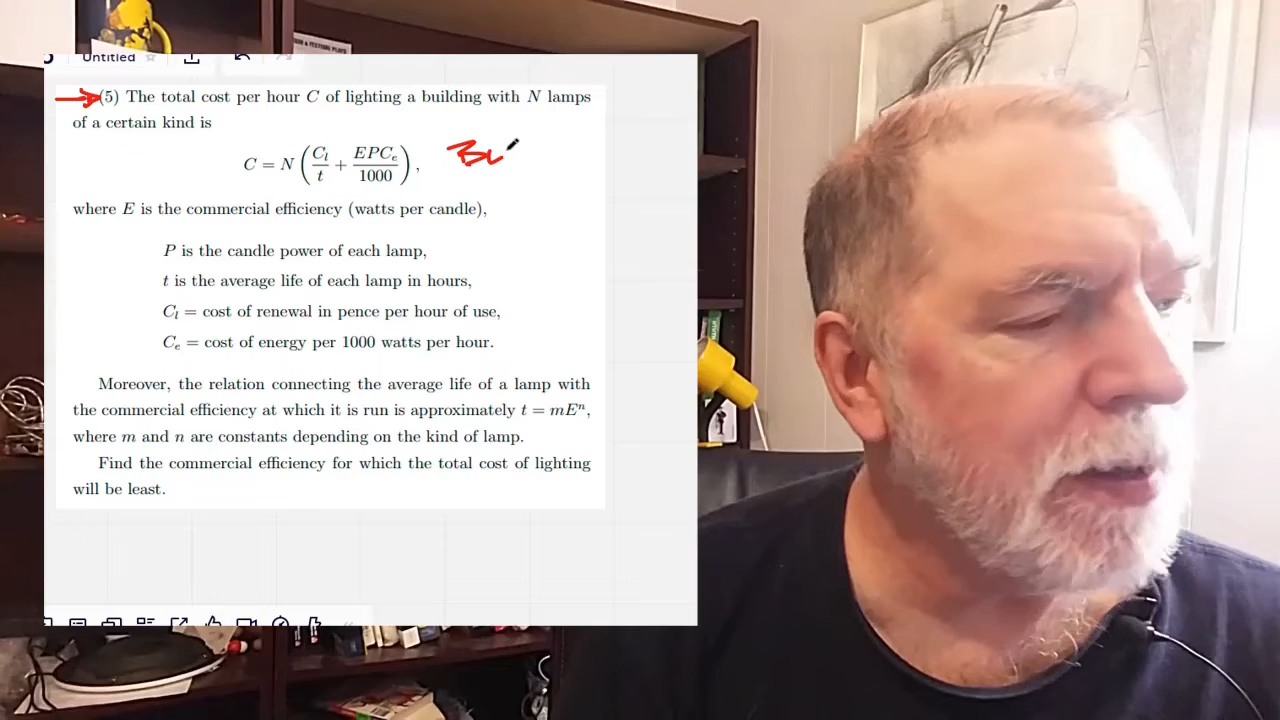 Untitled
(5) The total cost per hour C of lighting a building with N lamps
of a certain kind is
C = N ( C_l/t + EPC_e/1000 ),
where E is the commercial efficiency (watts per candle),
P is the candle power of each lamp,
t is the average life of each lamp in hours,
C_l = cost of renewal in pence per hour of use,
C_e = cost of energy per 1000 watts per hour.
Moreover, the relation connecting the average life of a lamp with
the commercial efficiency at which it is run is approximately t = mEⁿ,
where m and n are constants depending on the kind of lamp.
Find the commercial efficiency for which the total cost of lighting
will be least.